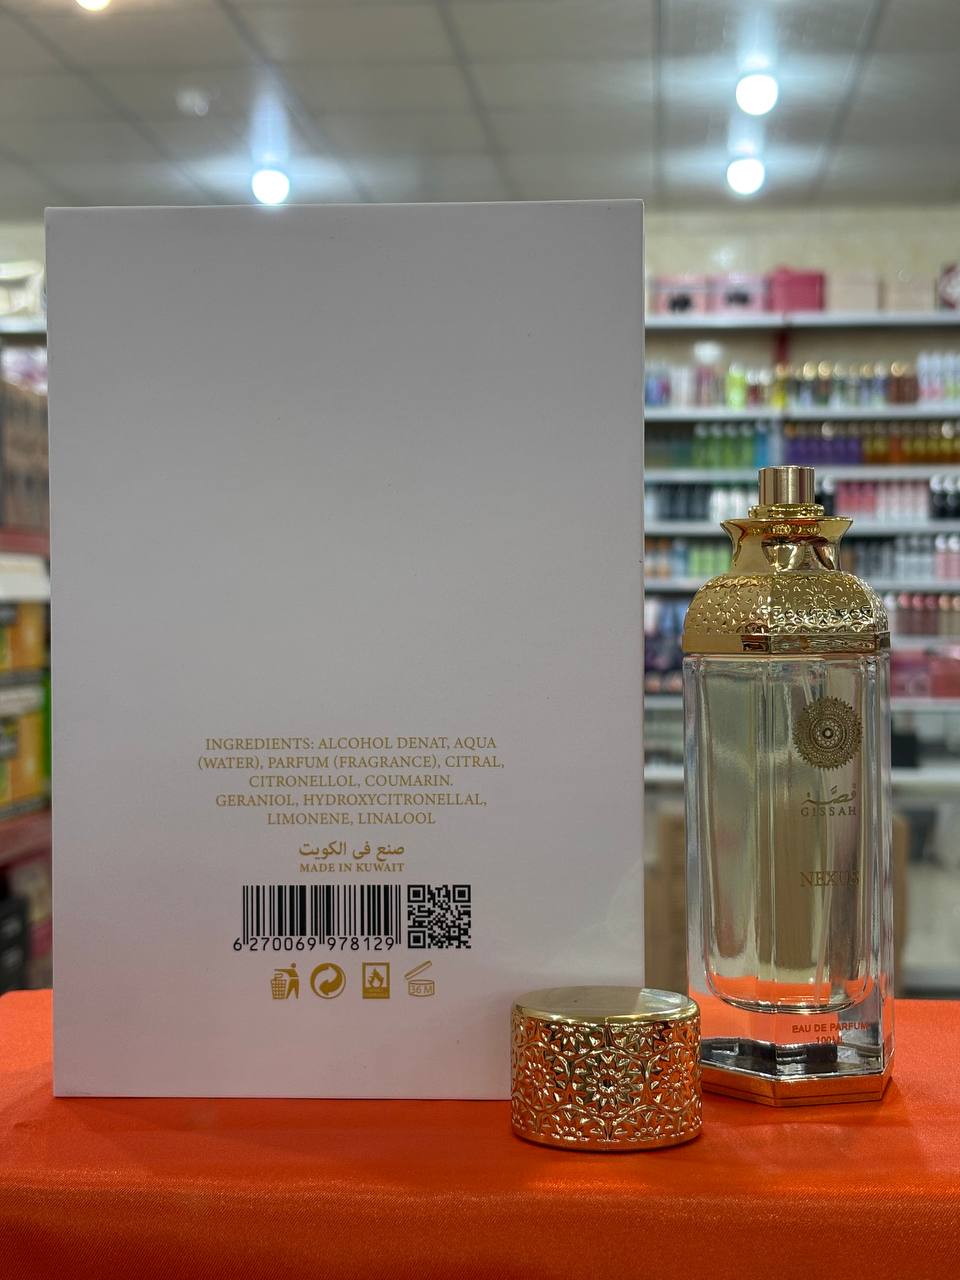 INGREDIENTS: ALCOHOL DENAT, AQUA
(WATER), PARFUM (FRAGRANCE), CITRAL,
CITRONELLOL, COUMARIN.
GERANIOL, HYDROXYCITRONELLAL,
LIMONENE, LINALOOL
صنع في الكويت
MADE IN KUWAIT
6 270069 978129
36 M
قصة
GISSAH
NEXUS
EAU DE PARFUM